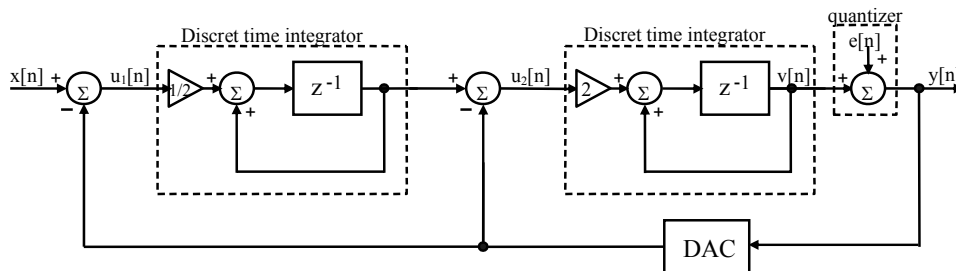 quantizer
Discret time integrator
Discret time integrator
e[n]
x[n]
u₁[n]
u₂[n]
v[n]
y[n]
+
+
+
+
+
+
+
Σ
1/2
Σ
z⁻¹
Σ
2
Σ
z⁻¹
Σ
−
+
−
+
DAC